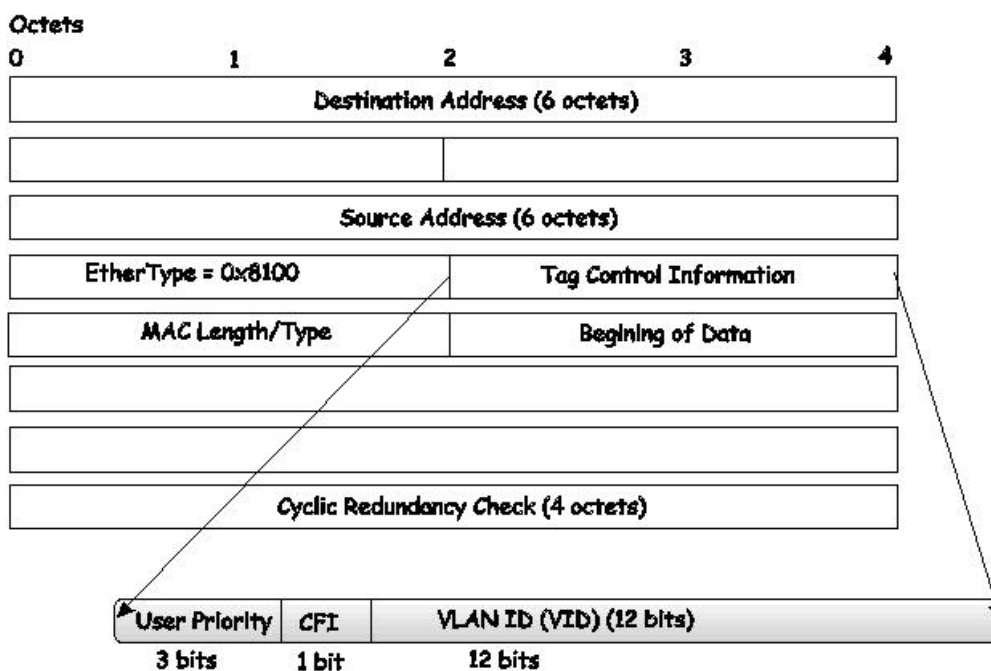 Octets
0 1 2 3 4
Destination Address (6 octets)
Source Address (6 octets)
EtherType = 0x8100 Tag Control Information
MAC Length/Type Begining of Data
Cyclic Redundancy Check (4 octets)
User Priority CFI VLAN ID (VID) (12 bits)
3 bits 1 bit 12 bits